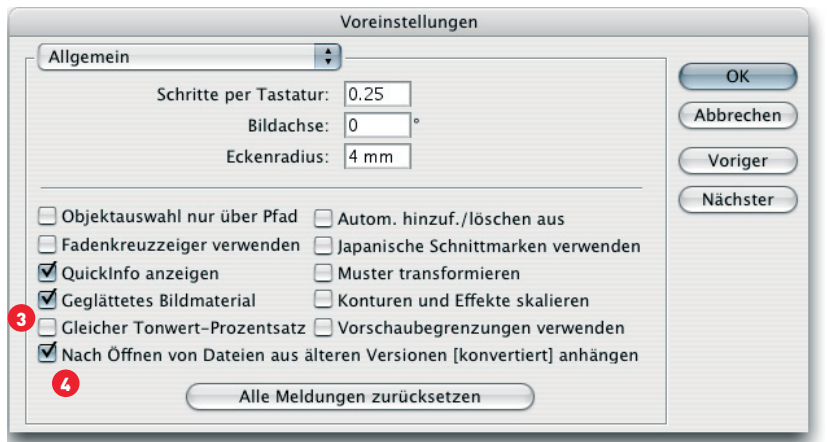 Voreinstellungen
Allgemein
Schritte per Tastatur: 0.25
Bildachse: 0 °
Eckenradius: 4 mm
OK
Abbrechen
Voriger
Nächster
Objektauswahl nur über Pfad
Autom. hinzuf./löschen aus
Fadenkreuzzeiger verwenden
Japanische Schnittmarken verwenden
QuickInfo anzeigen
Muster transformieren
Geglättetes Bildmaterial
Konturen und Effekte skalieren
3
Gleicher Tonwert-Prozentsatz
Vorschaubegrenzungen verwenden
Nach Öffnen von Dateien aus älteren Versionen [konvertiert] anhängen
4
Alle Meldungen zurücksetzen